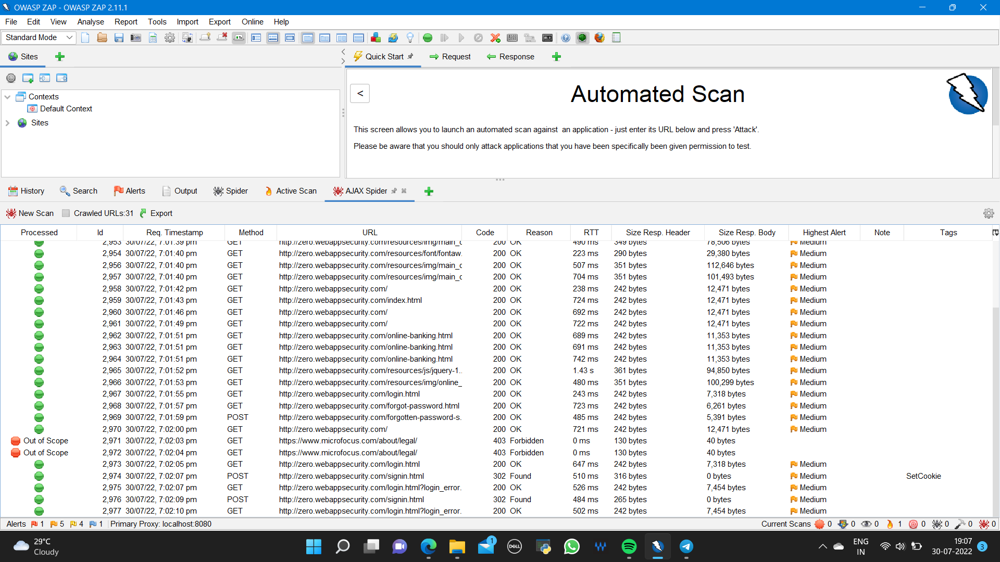 OWASP ZAP - OWASP ZAP 2.11.1
File Edit View Analyse Report Tools Import Export Online Help
Standard Mode
Sites
Quick Start Request Response
Contexts
Default Context
Sites
<
Automated Scan
This screen allows you to launch an automated scan against an application - just enter its URL below and press 'Attack'.
Please be aware that you should only attack applications that you have been specifically been given permission to test.
History Search Alerts Output Spider Active Scan AJAX Spider
New Scan Crawled URLs:31 Export
Processed Id Req. Timestamp Method URL Code Reason RTT Size Resp. Header Size Resp. Body Highest Alert Note Tags
2,953 30/07/22, 7:01:39 pm GET http://zero.webappsecurity.com/resources/img/main_c 200 OK 490 ms 349 bytes 78,506 bytes Medium
2,954 30/07/22, 7:01:40 pm GET http://zero.webappsecurity.com/resources/font/fontaw. 200 OK 223 ms 290 bytes 29,380 bytes Medium
2,956 30/07/22, 7:01:40 pm GET http://zero.webappsecurity.com/resources/img/main_c 200 OK 507 ms 351 bytes 112,646 bytes Medium
2,957 30/07/22, 7:01:40 pm GET http://zero.webappsecurity.com/resources/img/main_c 200 OK 704 ms 351 bytes 101,493 bytes Medium
2,958 30/07/22, 7:01:42 pm GET http://zero.webappsecurity.com/ 200 OK 238 ms 242 bytes 12,471 bytes Medium
2,959 30/07/22, 7:01:43 pm GET http://zero.webappsecurity.com/index.html 200 OK 724 ms 242 bytes 12,471 bytes Medium
2,960 30/07/22, 7:01:46 pm GET http://zero.webappsecurity.com/ 200 OK 692 ms 242 bytes 12,471 bytes Medium
2,961 30/07/22, 7:01:49 pm GET http://zero.webappsecurity.com/ 200 OK 722 ms 242 bytes 12,471 bytes Medium
2,962 30/07/22, 7:01:51 pm GET http://zero.webappsecurity.com/online-banking.html 200 OK 689 ms 242 bytes 11,353 bytes Medium
2,963 30/07/22, 7:01:51 pm GET http://zero.webappsecurity.com/online-banking.html 200 OK 691 ms 242 bytes 11,353 bytes Medium
2,964 30/07/22, 7:01:51 pm GET http://zero.webappsecurity.com/online-banking.html 200 OK 742 ms 242 bytes 11,353 bytes Medium
2,965 30/07/22, 7:01:52 pm GET http://zero.webappsecurity.com/resources/js/jquery-1.. 200 OK 1.43 s 361 bytes 94,850 bytes Medium
2,966 30/07/22, 7:01:53 pm GET http://zero.webappsecurity.com/resources/img/online_ 200 OK 480 ms 351 bytes 100,299 bytes Medium
2,967 30/07/22, 7:01:55 pm GET http://zero.webappsecurity.com/login.html 200 OK 243 ms 242 bytes 7,318 bytes Medium
2,968 30/07/22, 7:01:57 pm GET http://zero.webappsecurity.com/forgot-password.html 200 OK 723 ms 242 bytes 6,261 bytes Medium
2,969 30/07/22, 7:01:59 pm POST http://zero.webappsecurity.com/forgotten-password-s. 200 OK 485 ms 242 bytes 5,391 bytes Medium
2,970 30/07/22, 7:02:00 pm GET http://zero.webappsecurity.com/ 200 OK 721 ms 242 bytes 12,471 bytes Medium
Out of Scope 2,971 30/07/22, 7:02:03 pm GET https://www.microfocus.com/about/legal/ 403 Forbidden 0 ms 130 bytes 40 bytes
Out of Scope 2,972 30/07/22, 7:02:04 pm GET https://www.microfocus.com/about/legal/ 403 Forbidden 0 ms 130 bytes 40 bytes
2,973 30/07/22, 7:02:05 pm GET http://zero.webappsecurity.com/login.html 200 OK 647 ms 242 bytes 7,318 bytes Medium
2,974 30/07/22, 7:02:07 pm POST http://zero.webappsecurity.com/signin.html 302 Found 510 ms 316 bytes 0 bytes Medium SetCookie
2,975 30/07/22, 7:02:07 pm GET http://zero.webappsecurity.com/login.html?login_error. 200 OK 526 ms 242 bytes 7,454 bytes Medium
2,976 30/07/22, 7:02:09 pm POST http://zero.webappsecurity.com/signin.html 302 Found 484 ms 265 bytes 0 bytes Medium
2,977 30/07/22, 7:02:10 pm GET http://zero.webappsecurity.com/login.html?login_error. 200 OK 502 ms 242 bytes 7,454 bytes Medium
Alerts 1 5 4 1 Primary Proxy: localhost:8080 Current Scans 0 0 0 1 0 0 0 0
29°C
Cloudy
1
DELL
ENG
IN
19:07
30-07-2022
3